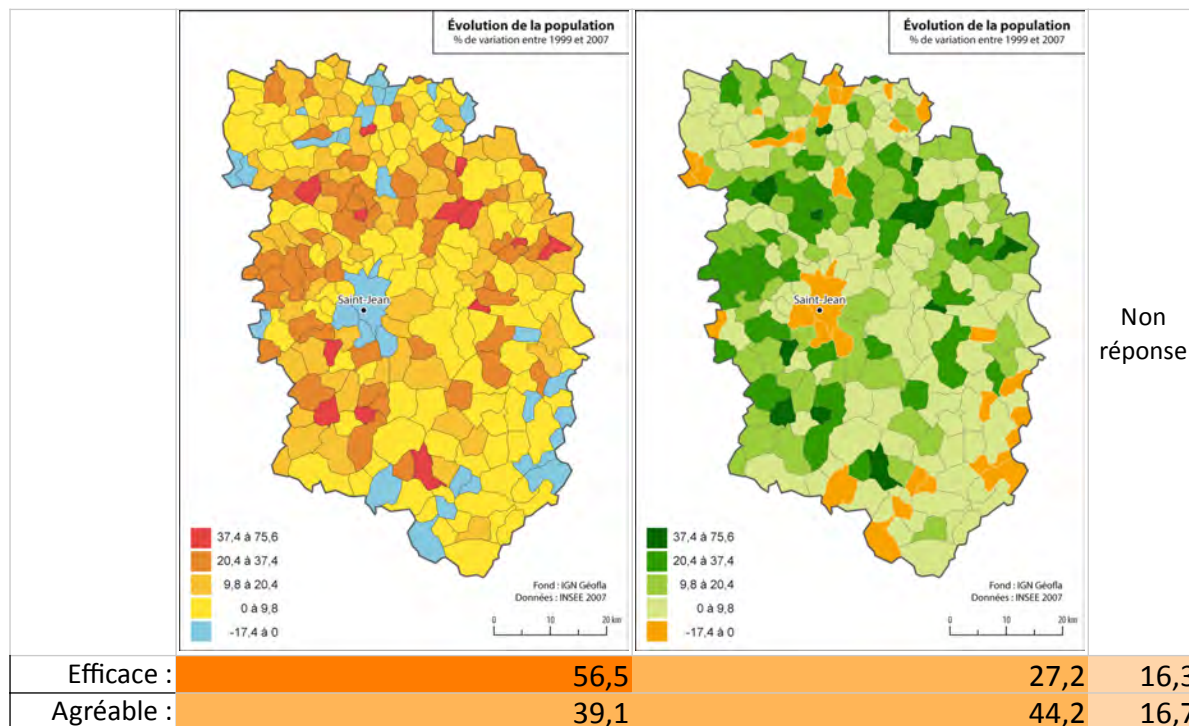 Évolution de la population
% de variation entre 1999 et 2007
Saint-Jean
37,4 à 75,6
20,4 à 37,4
9,8 à 20,4
0 à 9,8
-17,4 à 0
Fond : IGN Géofla
Données : INSEE 2007
0 10 20 km
Évolution de la population
% de variation entre 1999 et 2007
Saint-Jean
37,4 à 75,6
20,4 à 37,4
9,8 à 20,4
0 à 9,8
-17,4 à 0
Fond : IGN Géofla
Données : INSEE 2007
0 10 20 km
Non
réponse
Efficace : 56,5 27,2 16,3
Agréable : 39,1 44,2 16,7